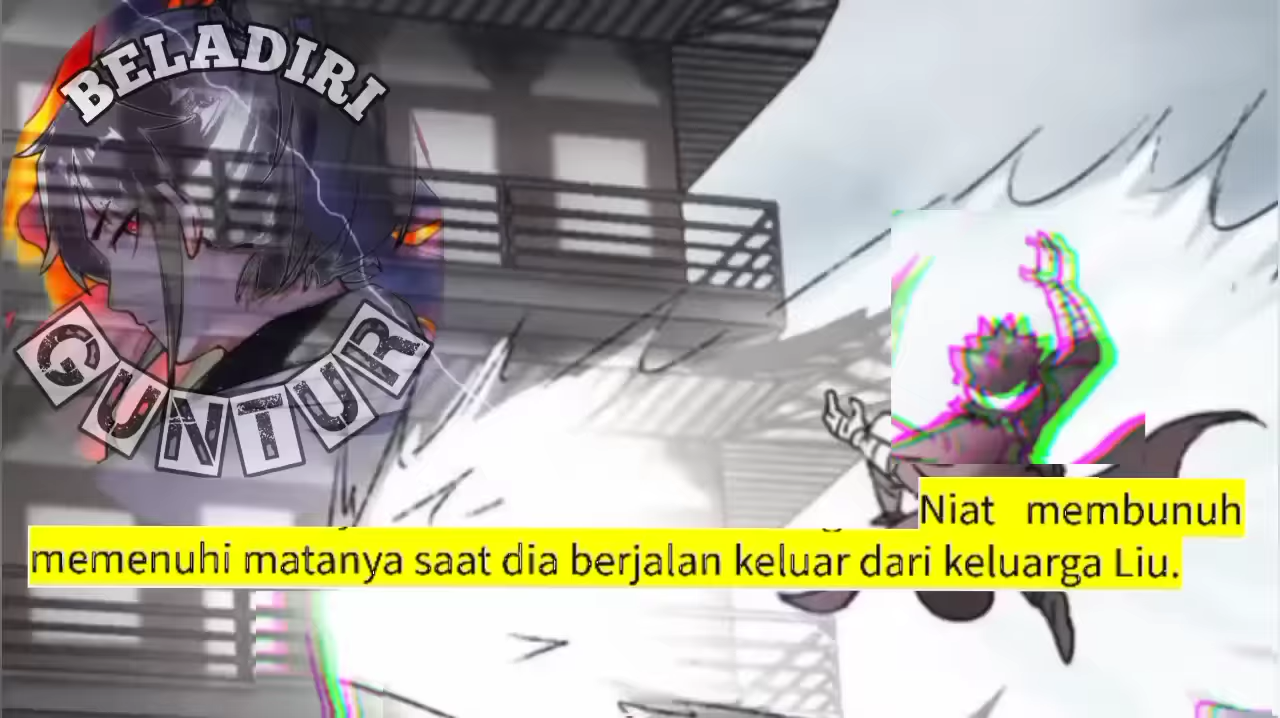 BELADIRI
GUNTUR
Niat membunuh
memenuhi matanya saat dia berjalan keluar dari keluarga Liu.